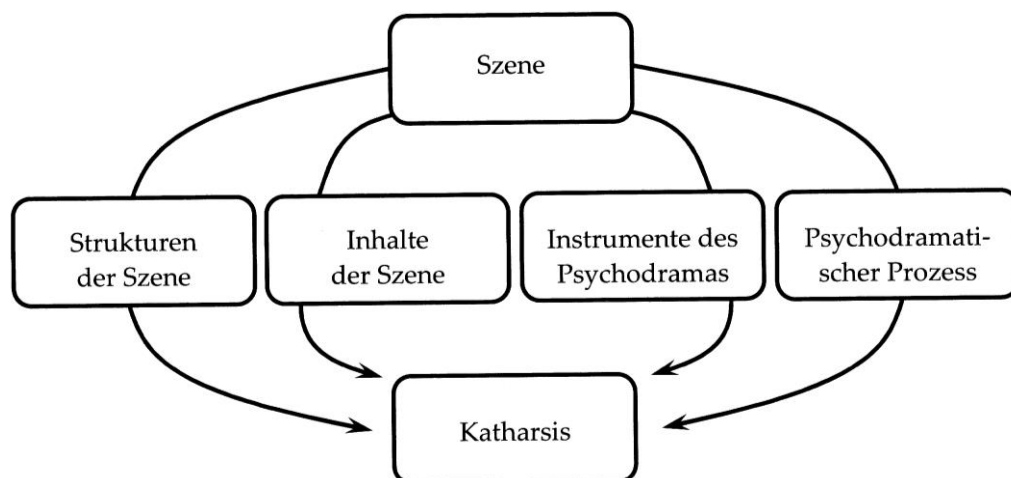 Szene
Strukturen
der Szene
Inhalte
der Szene
Instrumente des
Psychodramas
Psychodramati-
scher Prozess
Katharsis